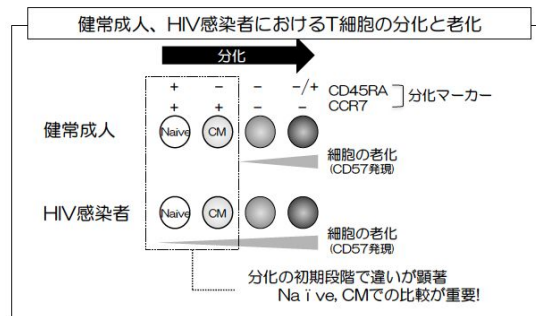 健常成人、HIV感染者におけるT細胞の分化と老化
分化
+ - - -/+ CD45RA
+ + - - CCR7
分化マーカー
健常成人 Naive CM
細胞の老化
(CD57発現)
HIV感染者 Naive CM
細胞の老化
(CD57発現)
分化の初期段階で違いが顕著
Naïve, CMでの比較が重要!